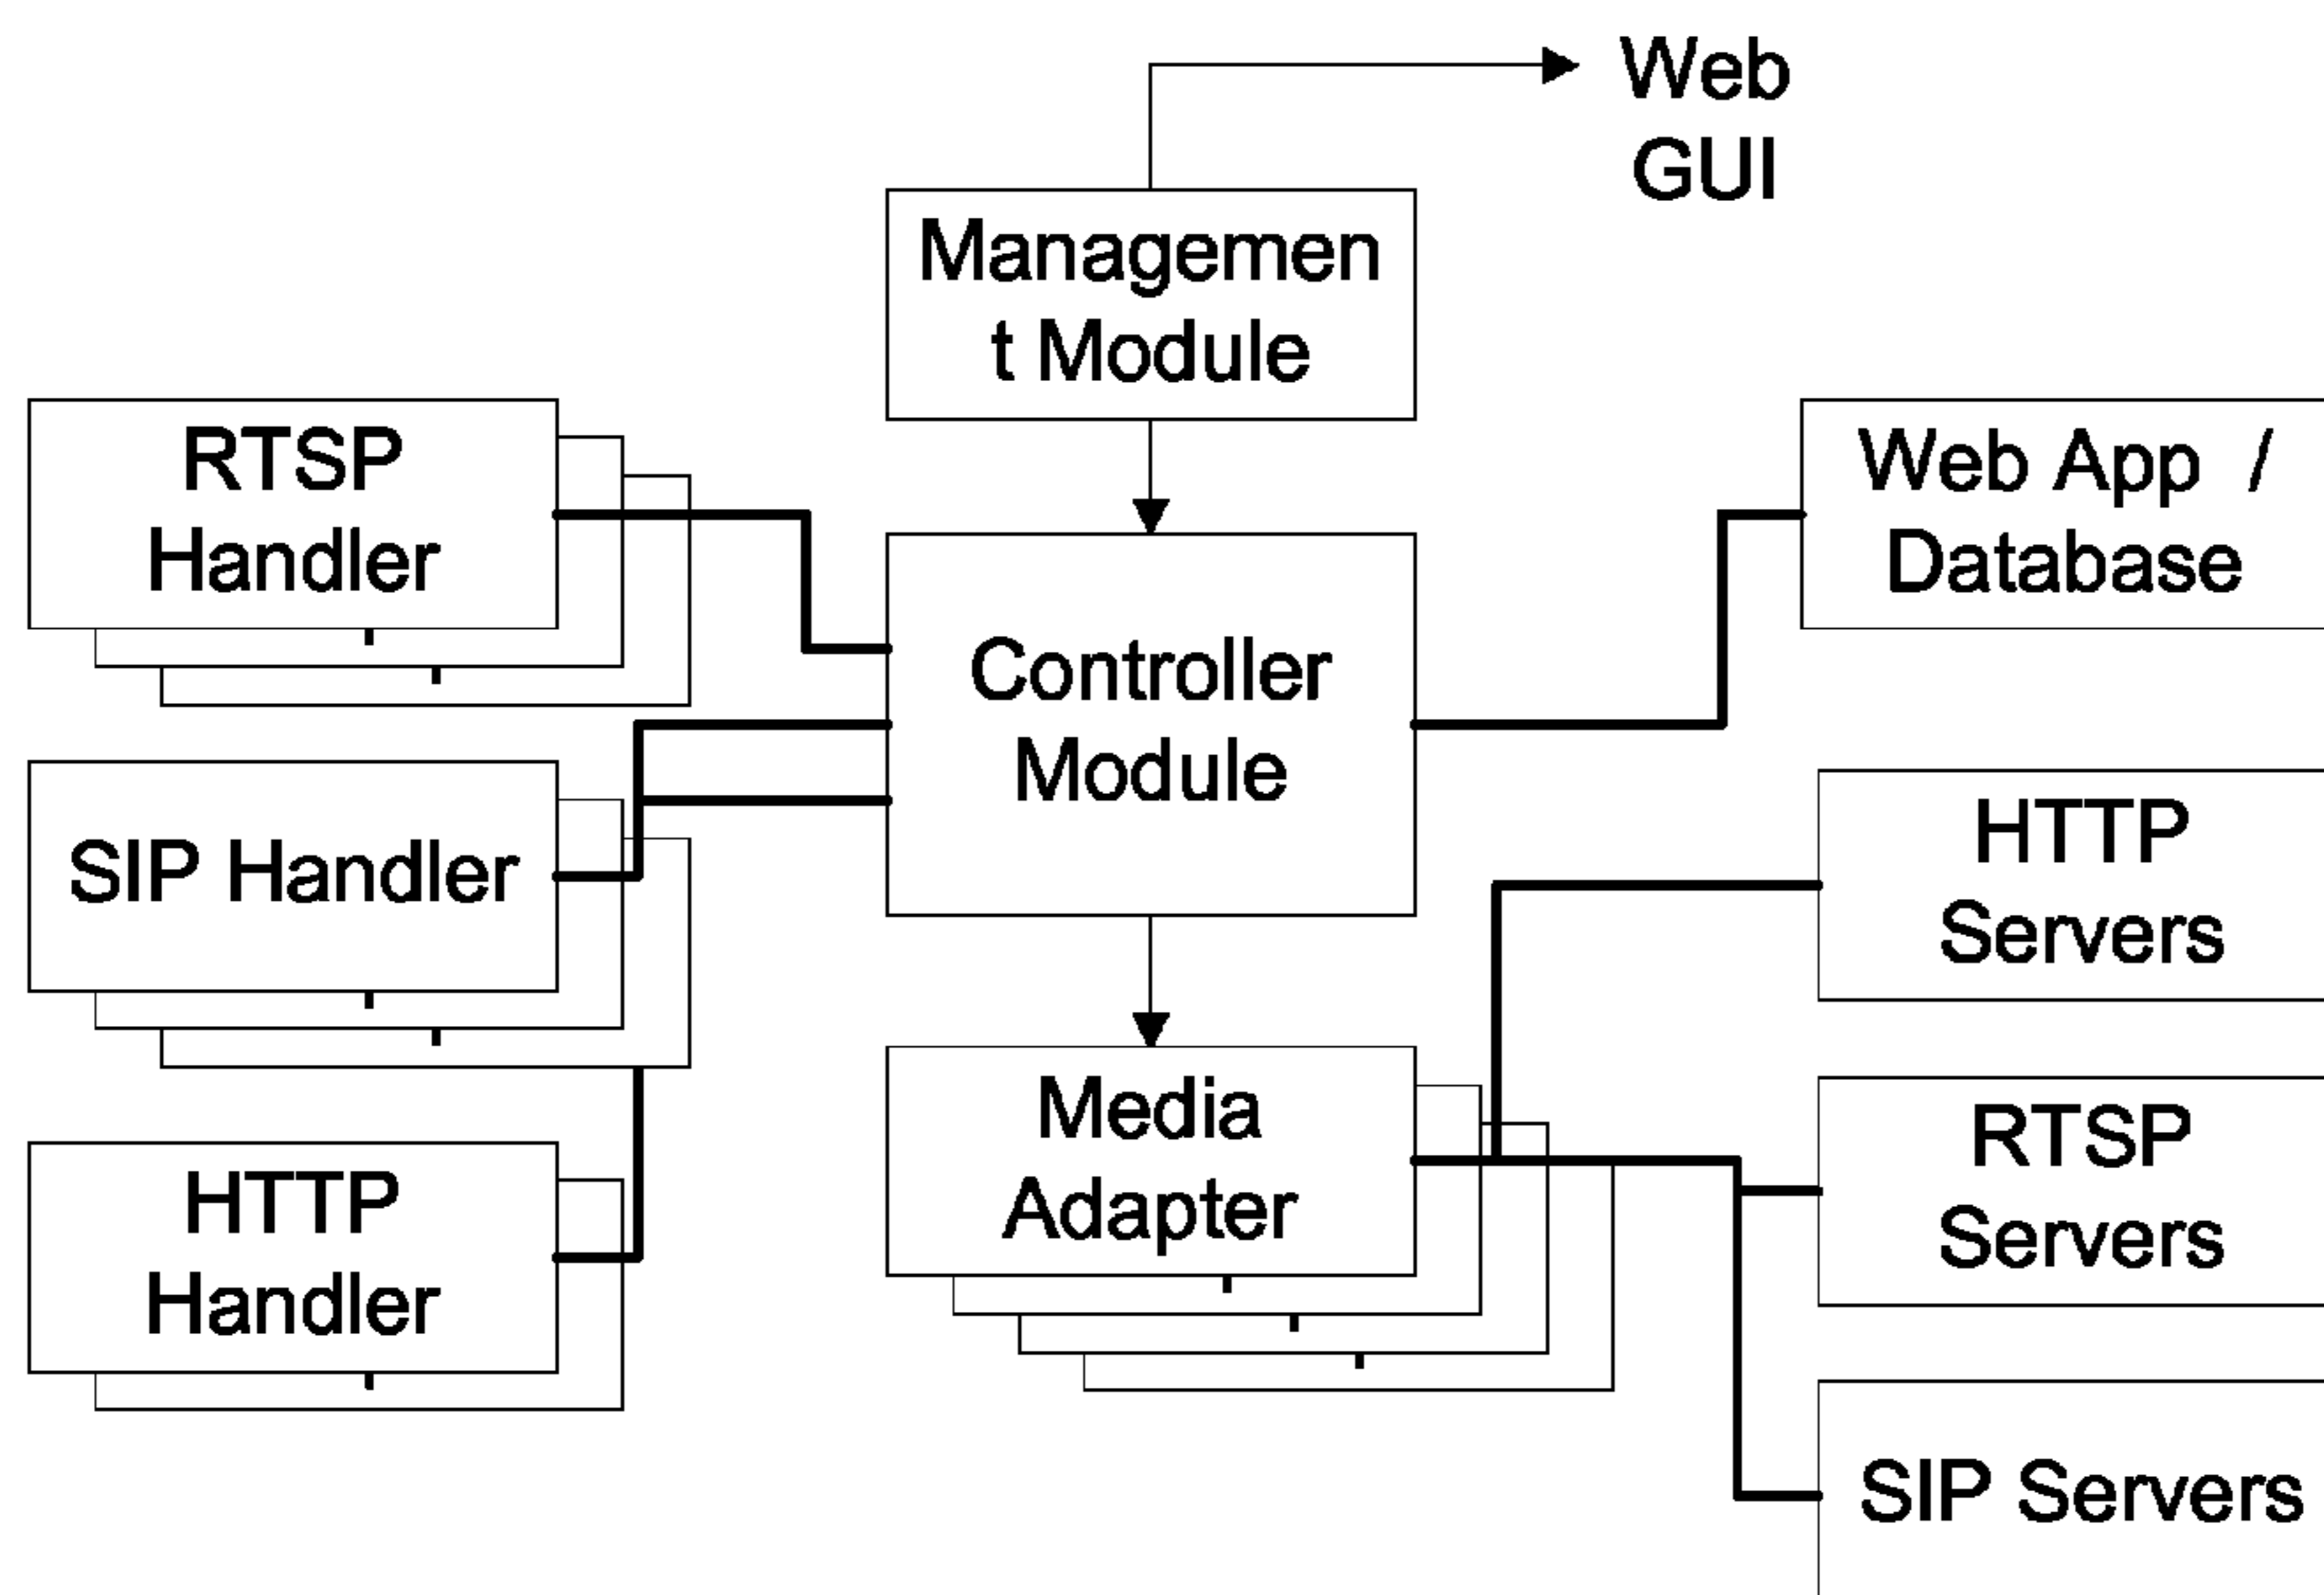 Web
GUI
Managemen
t Module
RTSP
Handler
Web App /
Database
Controller
Module
SIP Handler
HTTP
Servers
Media
Adapter
RTSP
Servers
HTTP
Handler
SIP Servers